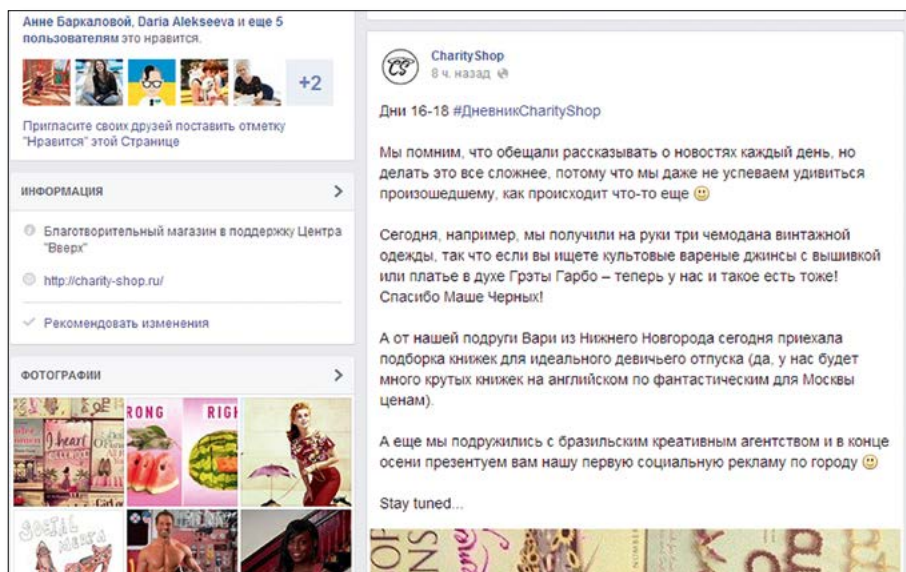 Анне Баркаловой, Daria Alekseeva и еще 5
пользователям это нравится.
+2
Пригласите своих друзей поставить отметку
"Нравится" этой Странице
ИНФОРМАЦИЯ
Благотворительный магазин в поддержку Центра
"Вверх"
http://charity-shop.ru/
Рекомендовать изменения
ФОТОГРАФИИ
I heart
RONG
RIGH
SOCIAL
MEDIA
CS
CharityShop
8 ч. назад
Дни 16-18 #ДневникCharityShop
Мы помним, что обещали рассказывать о новостях каждый день, но
делать это все сложнее, потому что мы даже не успеваем удивиться
произошедшему, как происходит что-то еще
Сегодня, например, мы получили на руки три чемодана винтажной
одежды, так что если вы ищете культовые вареные джинсы с вышивкой
или платье в духе Грэты Гарбо – теперь у нас и такое есть тоже!
Спасибо Маше Черных!
А от нашей подруги Вари из Нижнего Новгорода сегодня приехала
подборка книжек для идеального девичьего отпуска (да, у нас будет
много крутых книжек на английском по фантастическим для Москвы
ценам).
А еще мы подружились с бразильским креативным агентством и в конце
осени презентуем вам нашу первую социальную рекламу по городу
Stay tuned...